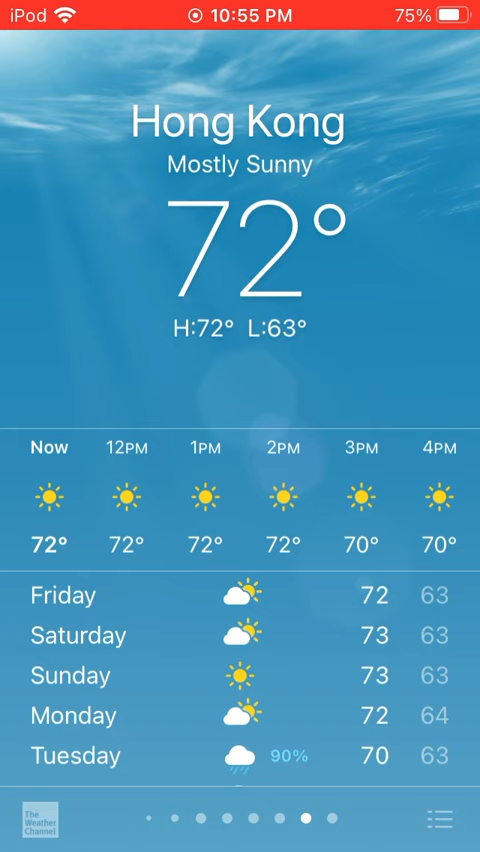 iPod 10:55 PM 75%
Hong Kong
Mostly Sunny
72°
H:72° L:63°
Now 12PM 1PM 2PM 3PM 4PM
72° 72° 72° 72° 70° 70°
Friday 72 63
Saturday 73 63
Sunday 73 63
Monday 72 64
Tuesday 90% 70 63
The
Weather
Channel